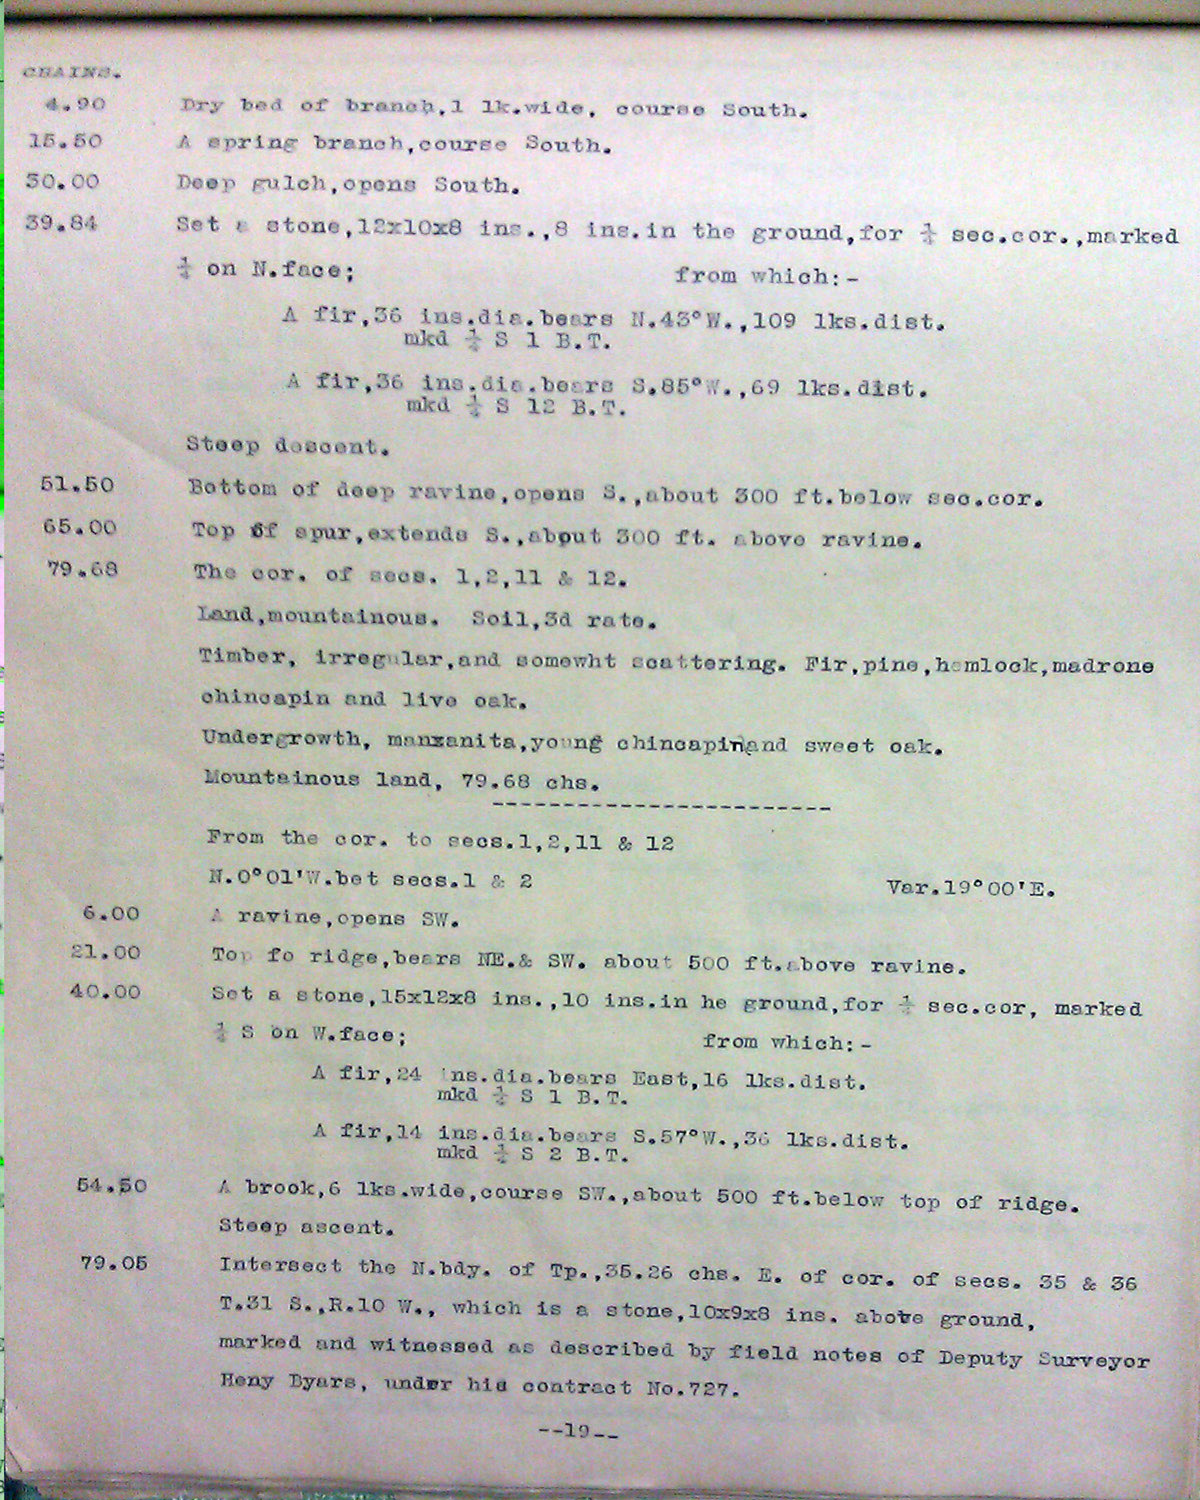 CHAINS.
4.90 Dry bed of branch,1 lk.wide, course South.
15.50 A spring branch,course South.
30.00 Deep gulch,opens South.
39.84 Set a stone,12x10x8 ins.,8 ins.in the ground,for ¼ sec.cor.,marked
¼ on N.face; from which:-
A fir,36 ins.dia.bears N.43°W.,109 lks.dist.
mkd ¼ S 1 B.T.
A fir,36 ins.dia.bears S.85°W.,69 lks.dist.
mkd ¼ S 12 B.T.
Steep descent.
51.50 Bottom of deep ravine,opens S.,about 300 ft.below sec.cor.
65.00 Top of spur,extends S.,about 300 ft. above ravine.
79.68 The cor. of secs. 1,2,11 & 12.
Land,mountainous. Soil,3d rate.
Timber, irregular,and somewht scattering. Fir,pine,hemlock,madrone
chincapin and live oak.
Undergrowth, manzanita,young chincapin and sweet oak.
Mountainous land, 79.68 chs.
------------------------
From the cor. to secs.1,2,11 & 12
N.0°01'W.bet secs.1 & 2 Var.19°00'E.
6.00 A ravine,opens SW.
21.00 Top fo ridge,bears NE.& SW. about 500 ft.above ravine.
40.00 Set a stone,15x12x8 ins.,10 ins.in he ground,for ¼ sec.cor, marked
¼ S on W.face; from which:-
A fir,24 ins.dia.bears East,16 lks.dist.
mkd ¼ S 1 B.T.
A fir,14 ins.dia.bears S.57°W.,36 lks.dist.
mkd ¼ S 2 B.T.
54.50 A brook,6 lks.wide,course SW.,about 500 ft.below top of ridge.
Steep ascent.
79.05 Intersect the N.bdy. of Tp.,35.26 chs. E. of cor. of secs. 35 & 36
T.31 S.,R.10 W., which is a stone,10x9x8 ins. above ground,
marked and witnessed as described by field notes of Deputy Surveyor
Heny Byars, under his contract No.727.
--19--